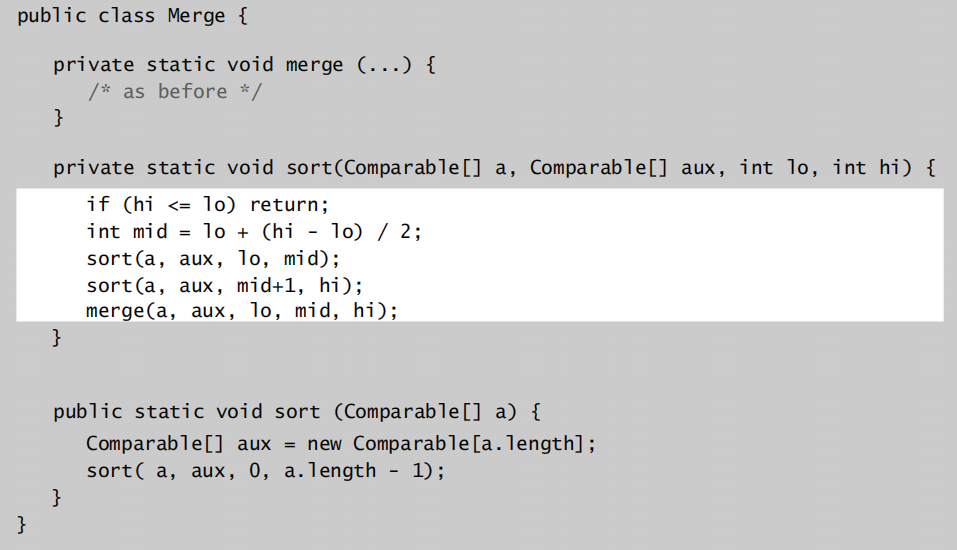 public class Merge {
private static void merge (...) {
/* as before */
}
private static void sort(Comparable[] a, Comparable[] aux, int lo, int hi) {
if (hi <= lo) return;
int mid = lo + (hi - lo) / 2;
sort(a, aux, lo, mid);
sort(a, aux, mid+1, hi);
merge(a, aux, lo, mid, hi);
}
public static void sort (Comparable[] a) {
Comparable[] aux = new Comparable[a.length];
sort( a, aux, 0, a.length - 1);
}
}